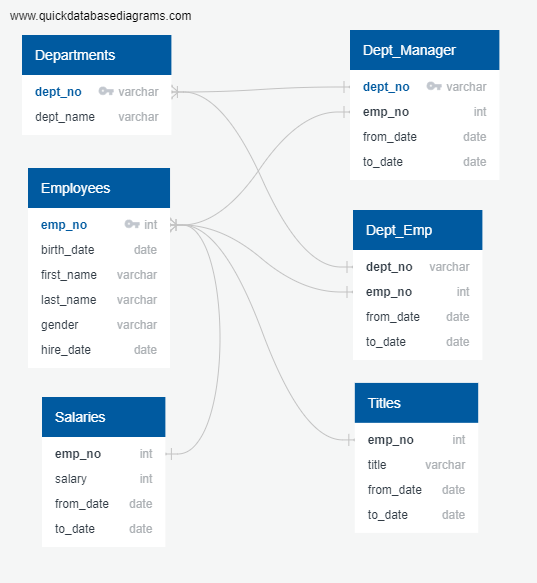 www.quickdatabasediagrams.com
Departments
dept_no varchar
dept_name varchar
Dept_Manager
dept_no varchar
emp_no int
from_date date
to_date date
Employees
emp_no int
birth_date date
first_name varchar
last_name varchar
gender varchar
hire_date date
Dept_Emp
dept_no varchar
emp_no int
from_date date
to_date date
Salaries
emp_no int
salary int
from_date date
to_date date
Titles
emp_no int
title varchar
from_date date
to_date date